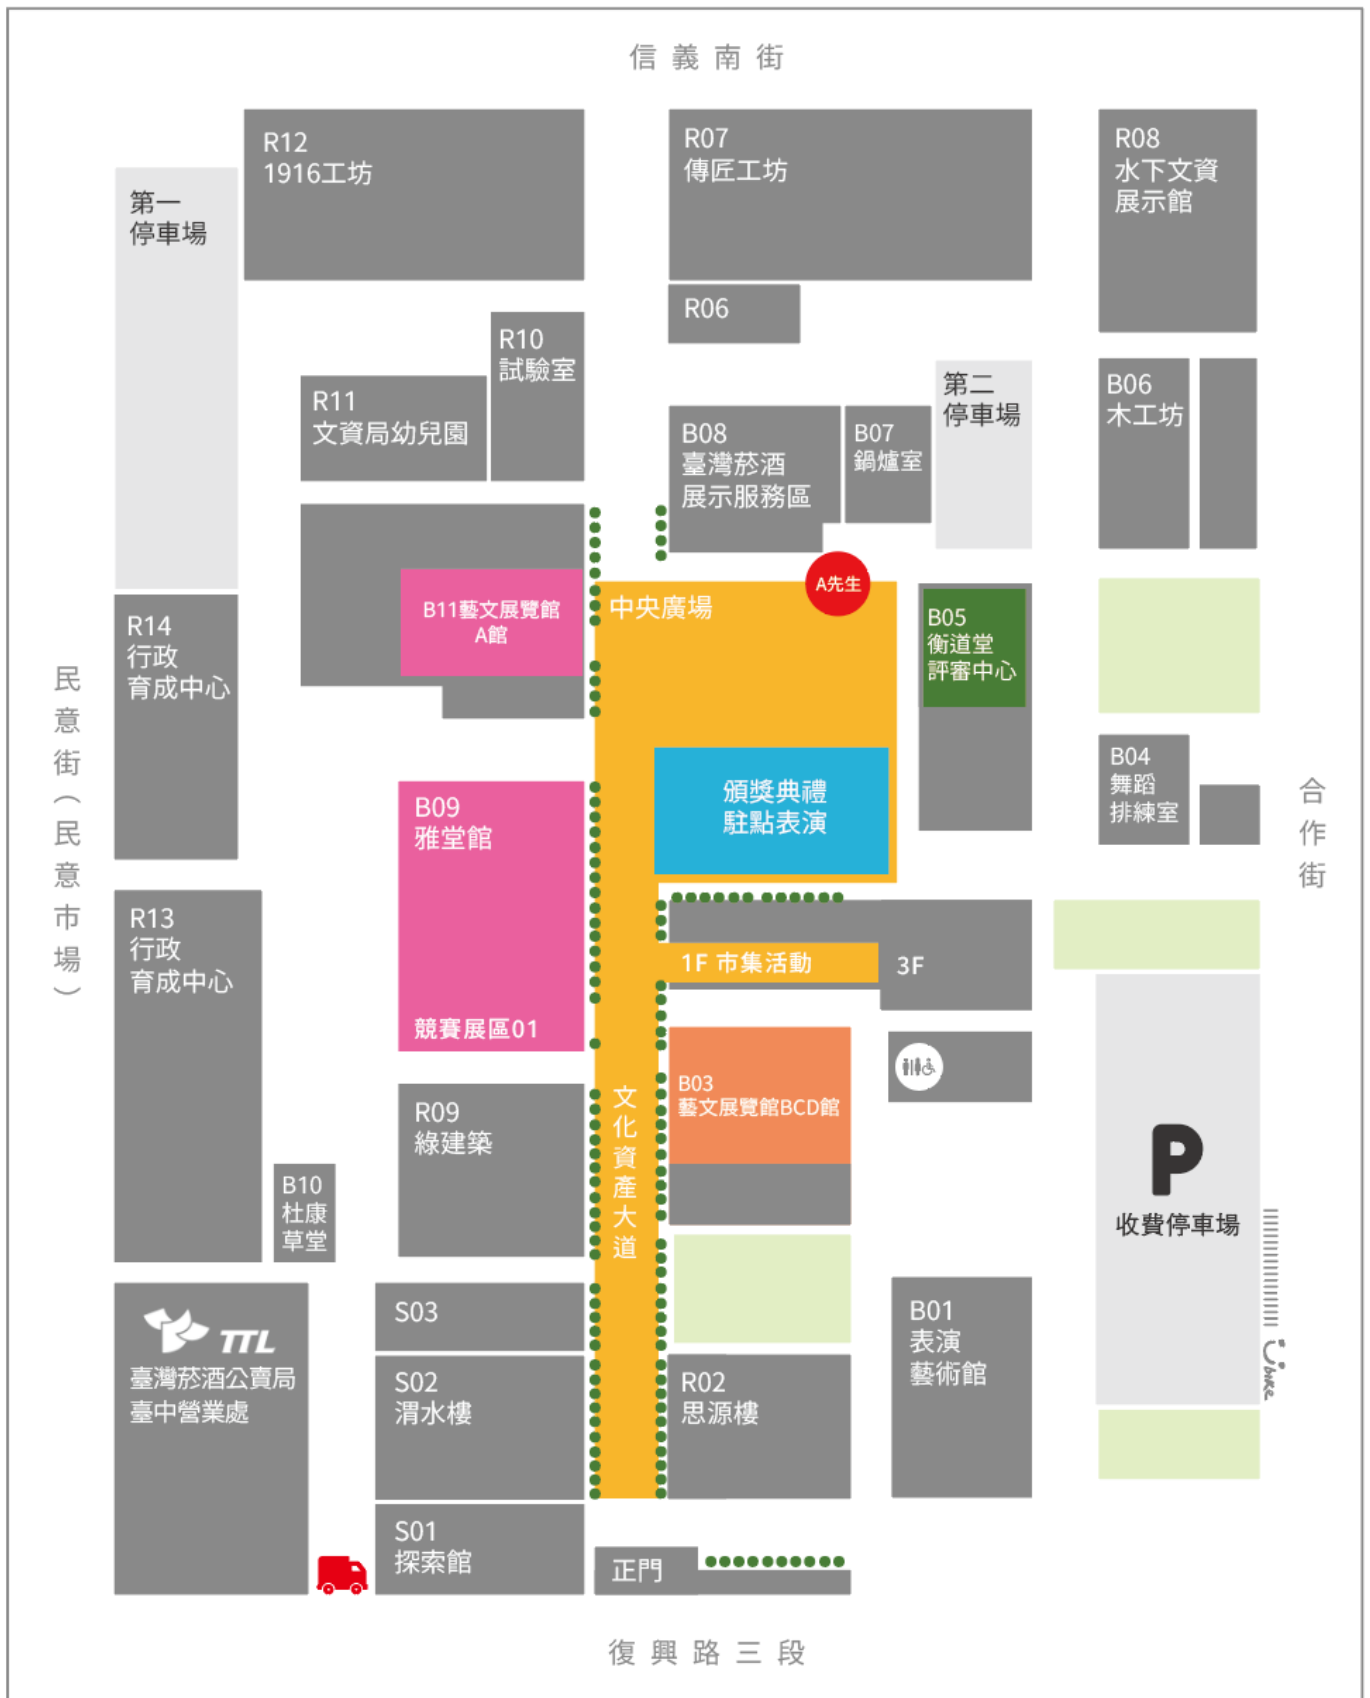 信義南街
R12
1916工坊
R07
傳匠工坊
R08
水下文資
展示館
第一
停車場
R06
R10
試驗室
R11
文資局幼兒園
第二
停車場
B06
木工坊
B08
臺灣菸酒
展示服務區
B07
鍋爐室
A先生
中央廣場
B11藝文展覽館
A館
B05
衡道堂
評審中心
R14
行政
育成中心
民意街(民意市場)
頒獎典禮
駐點表演
B04
舞蹈
排練室
合作街
B09
雅堂館
競賽展區01
R13
行政
育成中心
1F 市集活動
3F
B03
藝文展覽館BCD館
文化資產大道
R09
綠建築
B10
杜康
草堂
P
收費停車場
Ubike
TTL
臺灣菸酒公賣局
臺中營業處
S03
B01
表演
藝術館
S02
渭水樓
R02
思源樓
S01
探索館
正門
復興路三段